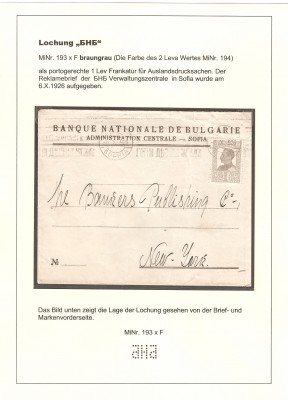 Lochung „БНБ“
MiNr. 193 x F braungrau (Die Farbe des 2 Leva Wertes MiNr. 194)
als portogerechte 1 Lev Frankatur für Auslandsdrucksachen. Der
Reklamebrief der БНБ Verwaltungszentrale in Sofia wurde am
6.X.1926 aufgegeben.
BANQUE NATIONALE DE BULGARIE
ADMINISTRATION CENTRALE — SOFIA
The Bankers-Publishing Co-,
New-York.
№
Das Bild unten zeigt die Lage der Lochung gesehen von der Brief- und
Markenvorderseite.
MiNr. 193 x F